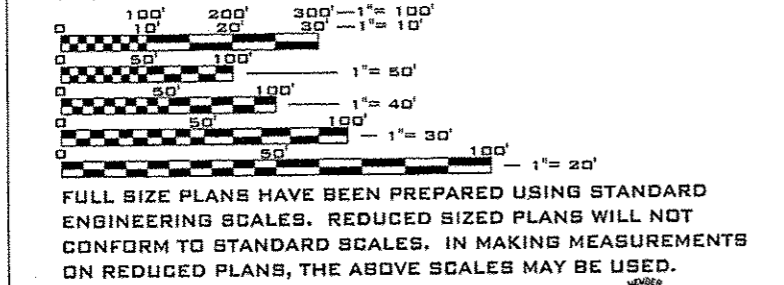 100' 200' 300' 1"= 100'
0 10' 20' 30' 1"= 10'
0 50' 100' 1"= 50'
0 50' 100' 1"= 40'
0 50' 100' 1"= 30'
0 50' 100' 1"= 20'
FULL SIZE PLANS HAVE BEEN PREPARED USING STANDARD
ENGINEERING SCALES. REDUCED SIZED PLANS WILL NOT
CONFORM TO STANDARD SCALES. IN MAKING MEASUREMENTS
ON REDUCED PLANS, THE ABOVE SCALES MAY BE USED.
MEMBER